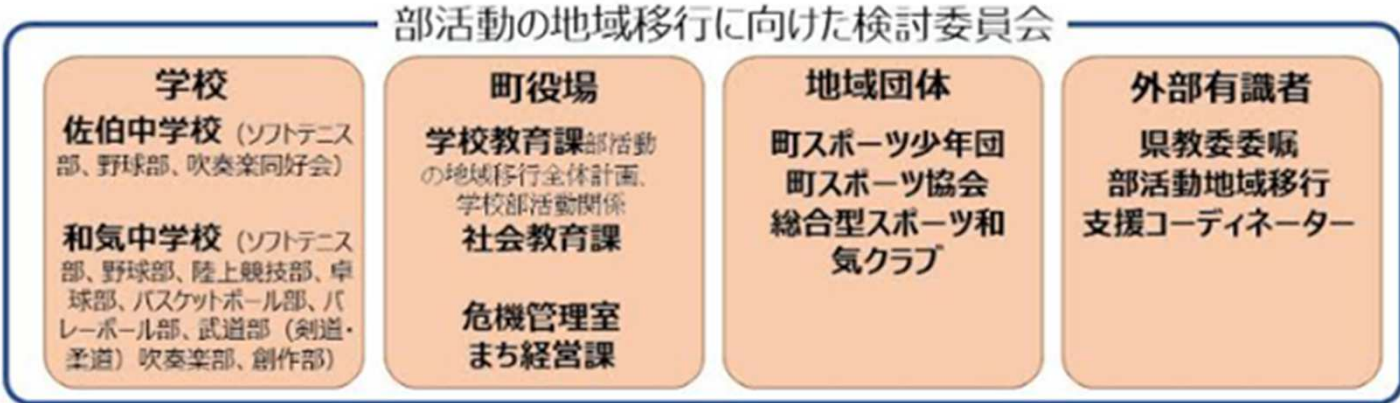 部活動の地域移行に向けた検討委員会
学校
佐伯中学校（ソフトテニス
部、野球部、吹奏楽同好会）
和気中学校（ソフトテニス
部、野球部、陸上競技部、卓
球部、バスケットボール部、バ
レーボール部、武道部（剣道・
柔道）吹奏楽部、創作部）
町役場
学校教育課部活動
の地域移行全体計画、
学校部活動関係
社会教育課
危機管理室
まち経営課
地域団体
町スポーツ少年団
町スポーツ協会
総合型スポーツ和
気クラブ
外部有識者
県教委委嘱
部活動地域移行
支援コーディネーター